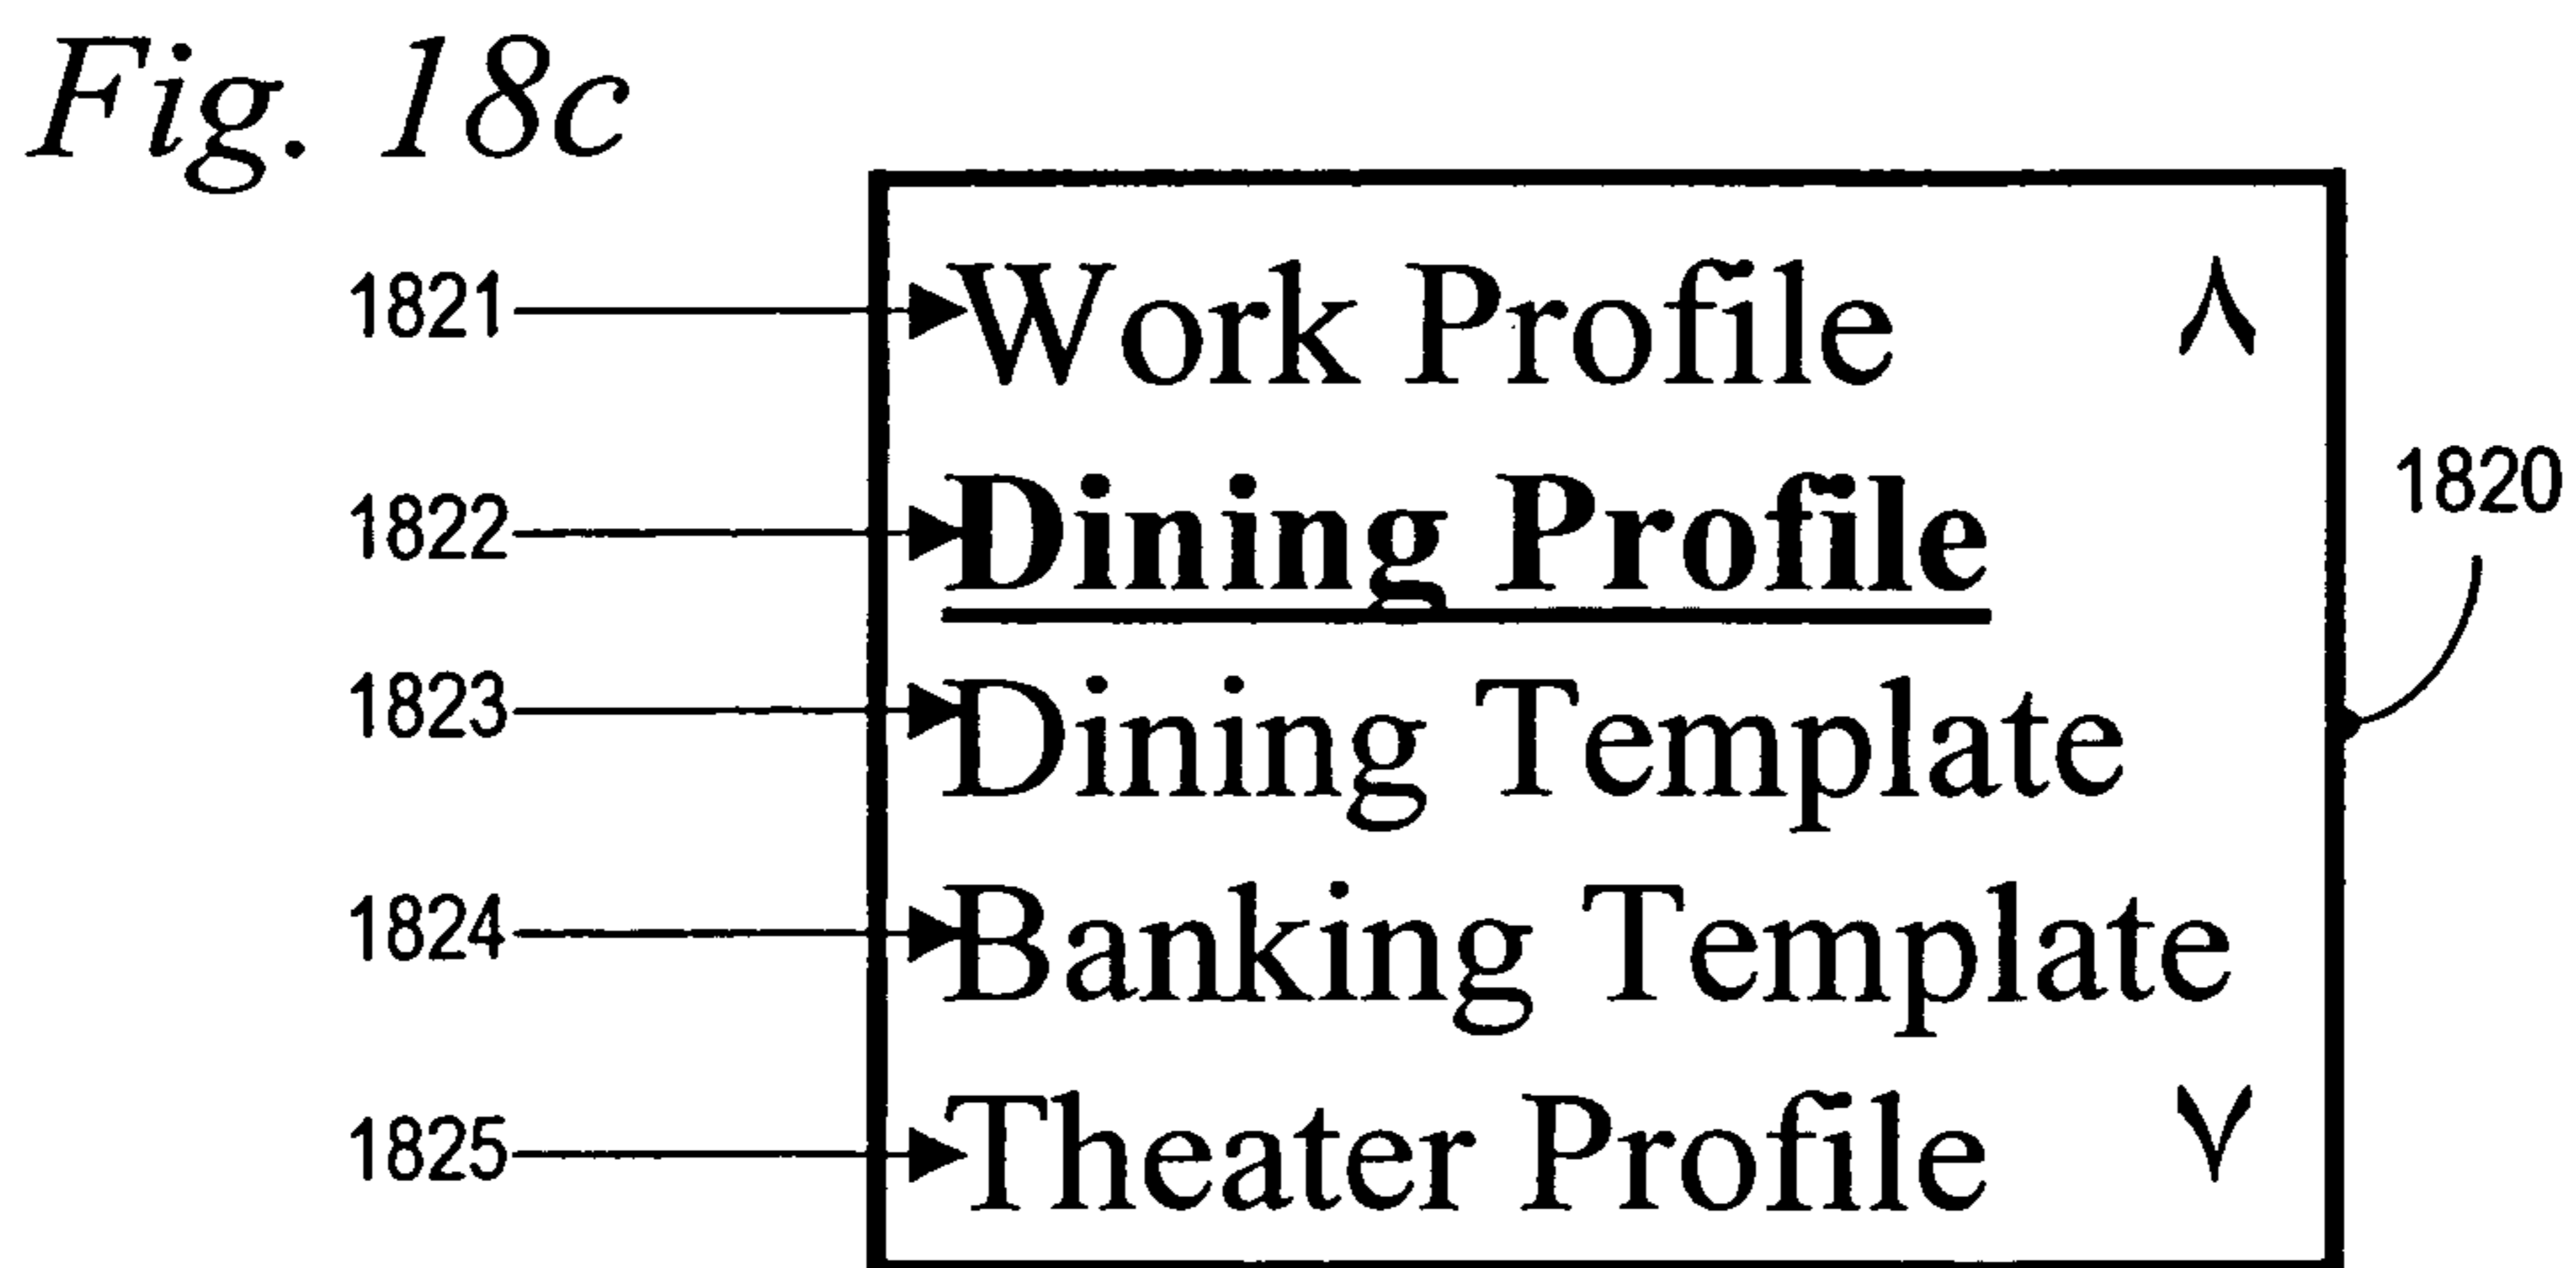 Fig. 18c
1821 Work Profile
1822 Dining Profile
1820
1823 Dining Template
1824 Banking Template
1825 Theater Profile